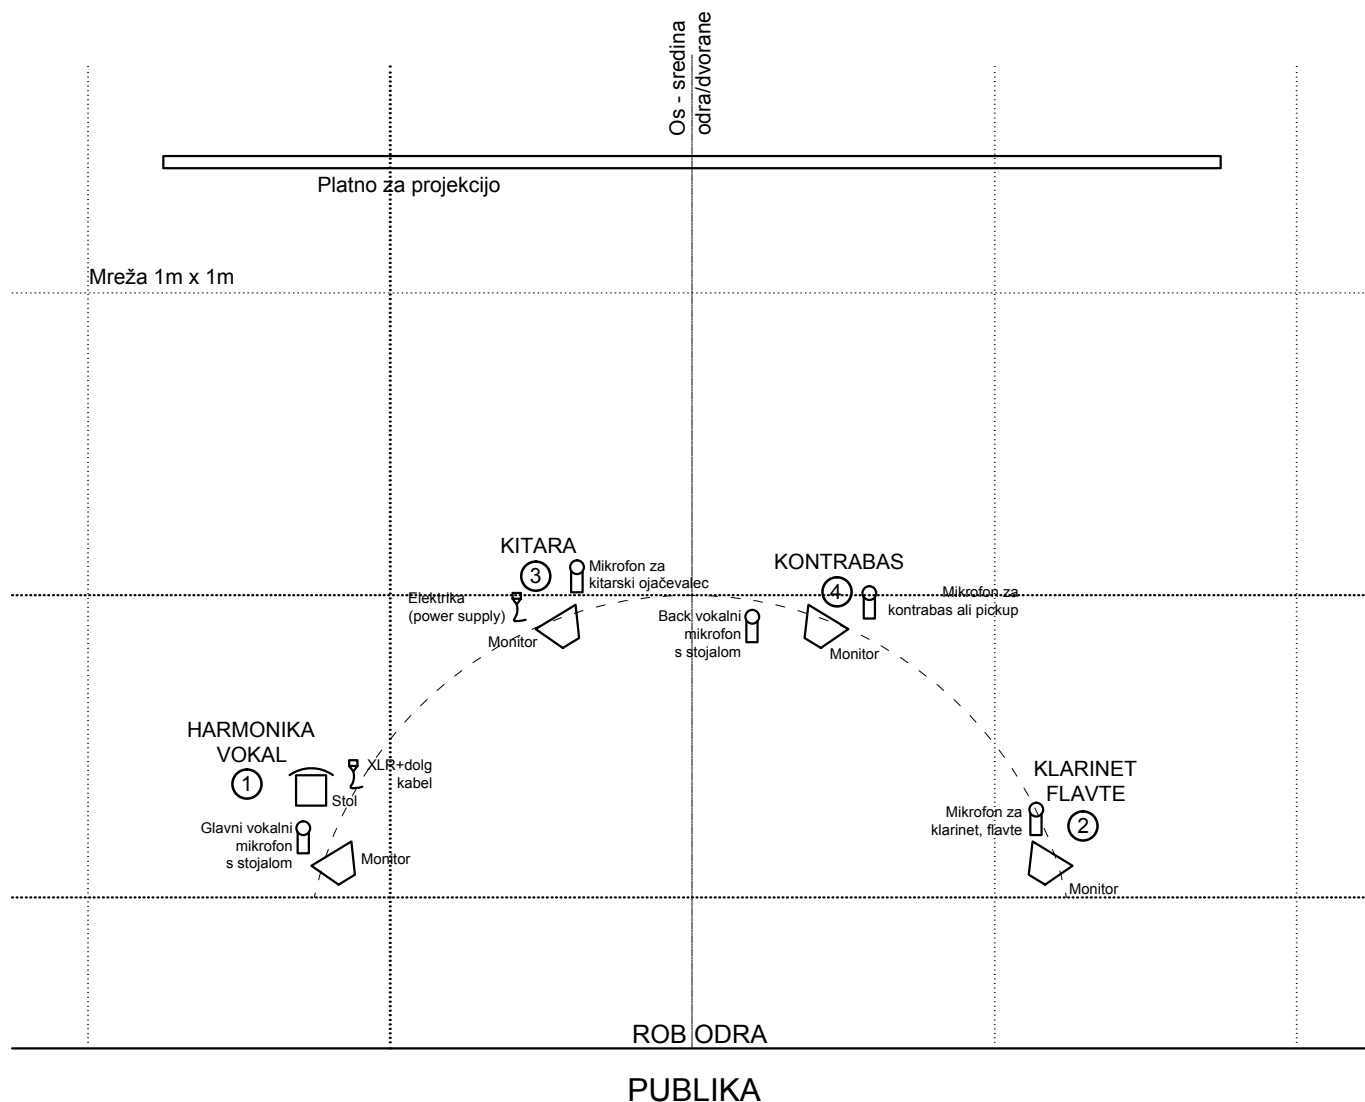 Os - sredina
odra/dvorane
Platno za projekcijo
Mreža 1m x 1m
KITARA
3
Mikrofon za
kitarski ojačevalec
Elektrika
(power supply)
Monitor
KONTRABAS
4
Mikrofon za
kontrabas ali pickup
Back vokalni
mikrofon
s stojalom
Monitor
HARMONIKA
VOKAL
1
XLR+dolg
kabel
Stol
Glavni vokalni
mikrofon
s stojalom
Monitor
KLARINET
FLAVTE
2
Mikrofon za
klarinet, flavte
Monitor
ROB ODRA
PUBLIKA